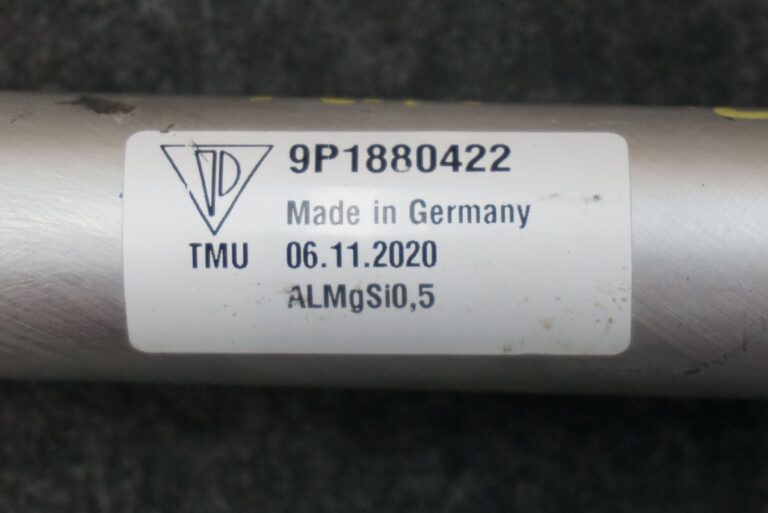 9P1880422
Made in Germany
TMU 06.11.2020
ALMgSi0,5